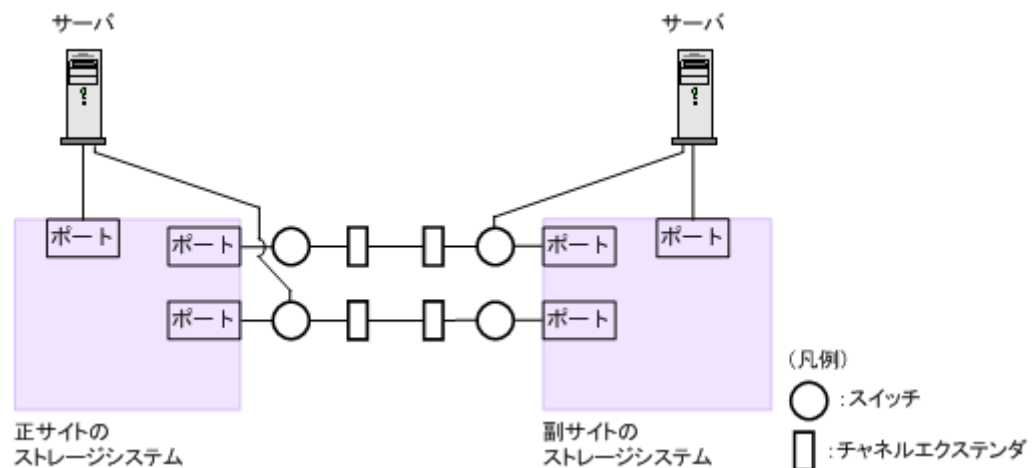 サーバ
サーバ
ポート
ポート
ポート
ポート
ポート
ポート
正サイトの
ストレージシステム
副サイトの
ストレージシステム
(凡例)
:スイッチ
:チャネルエクステンダ